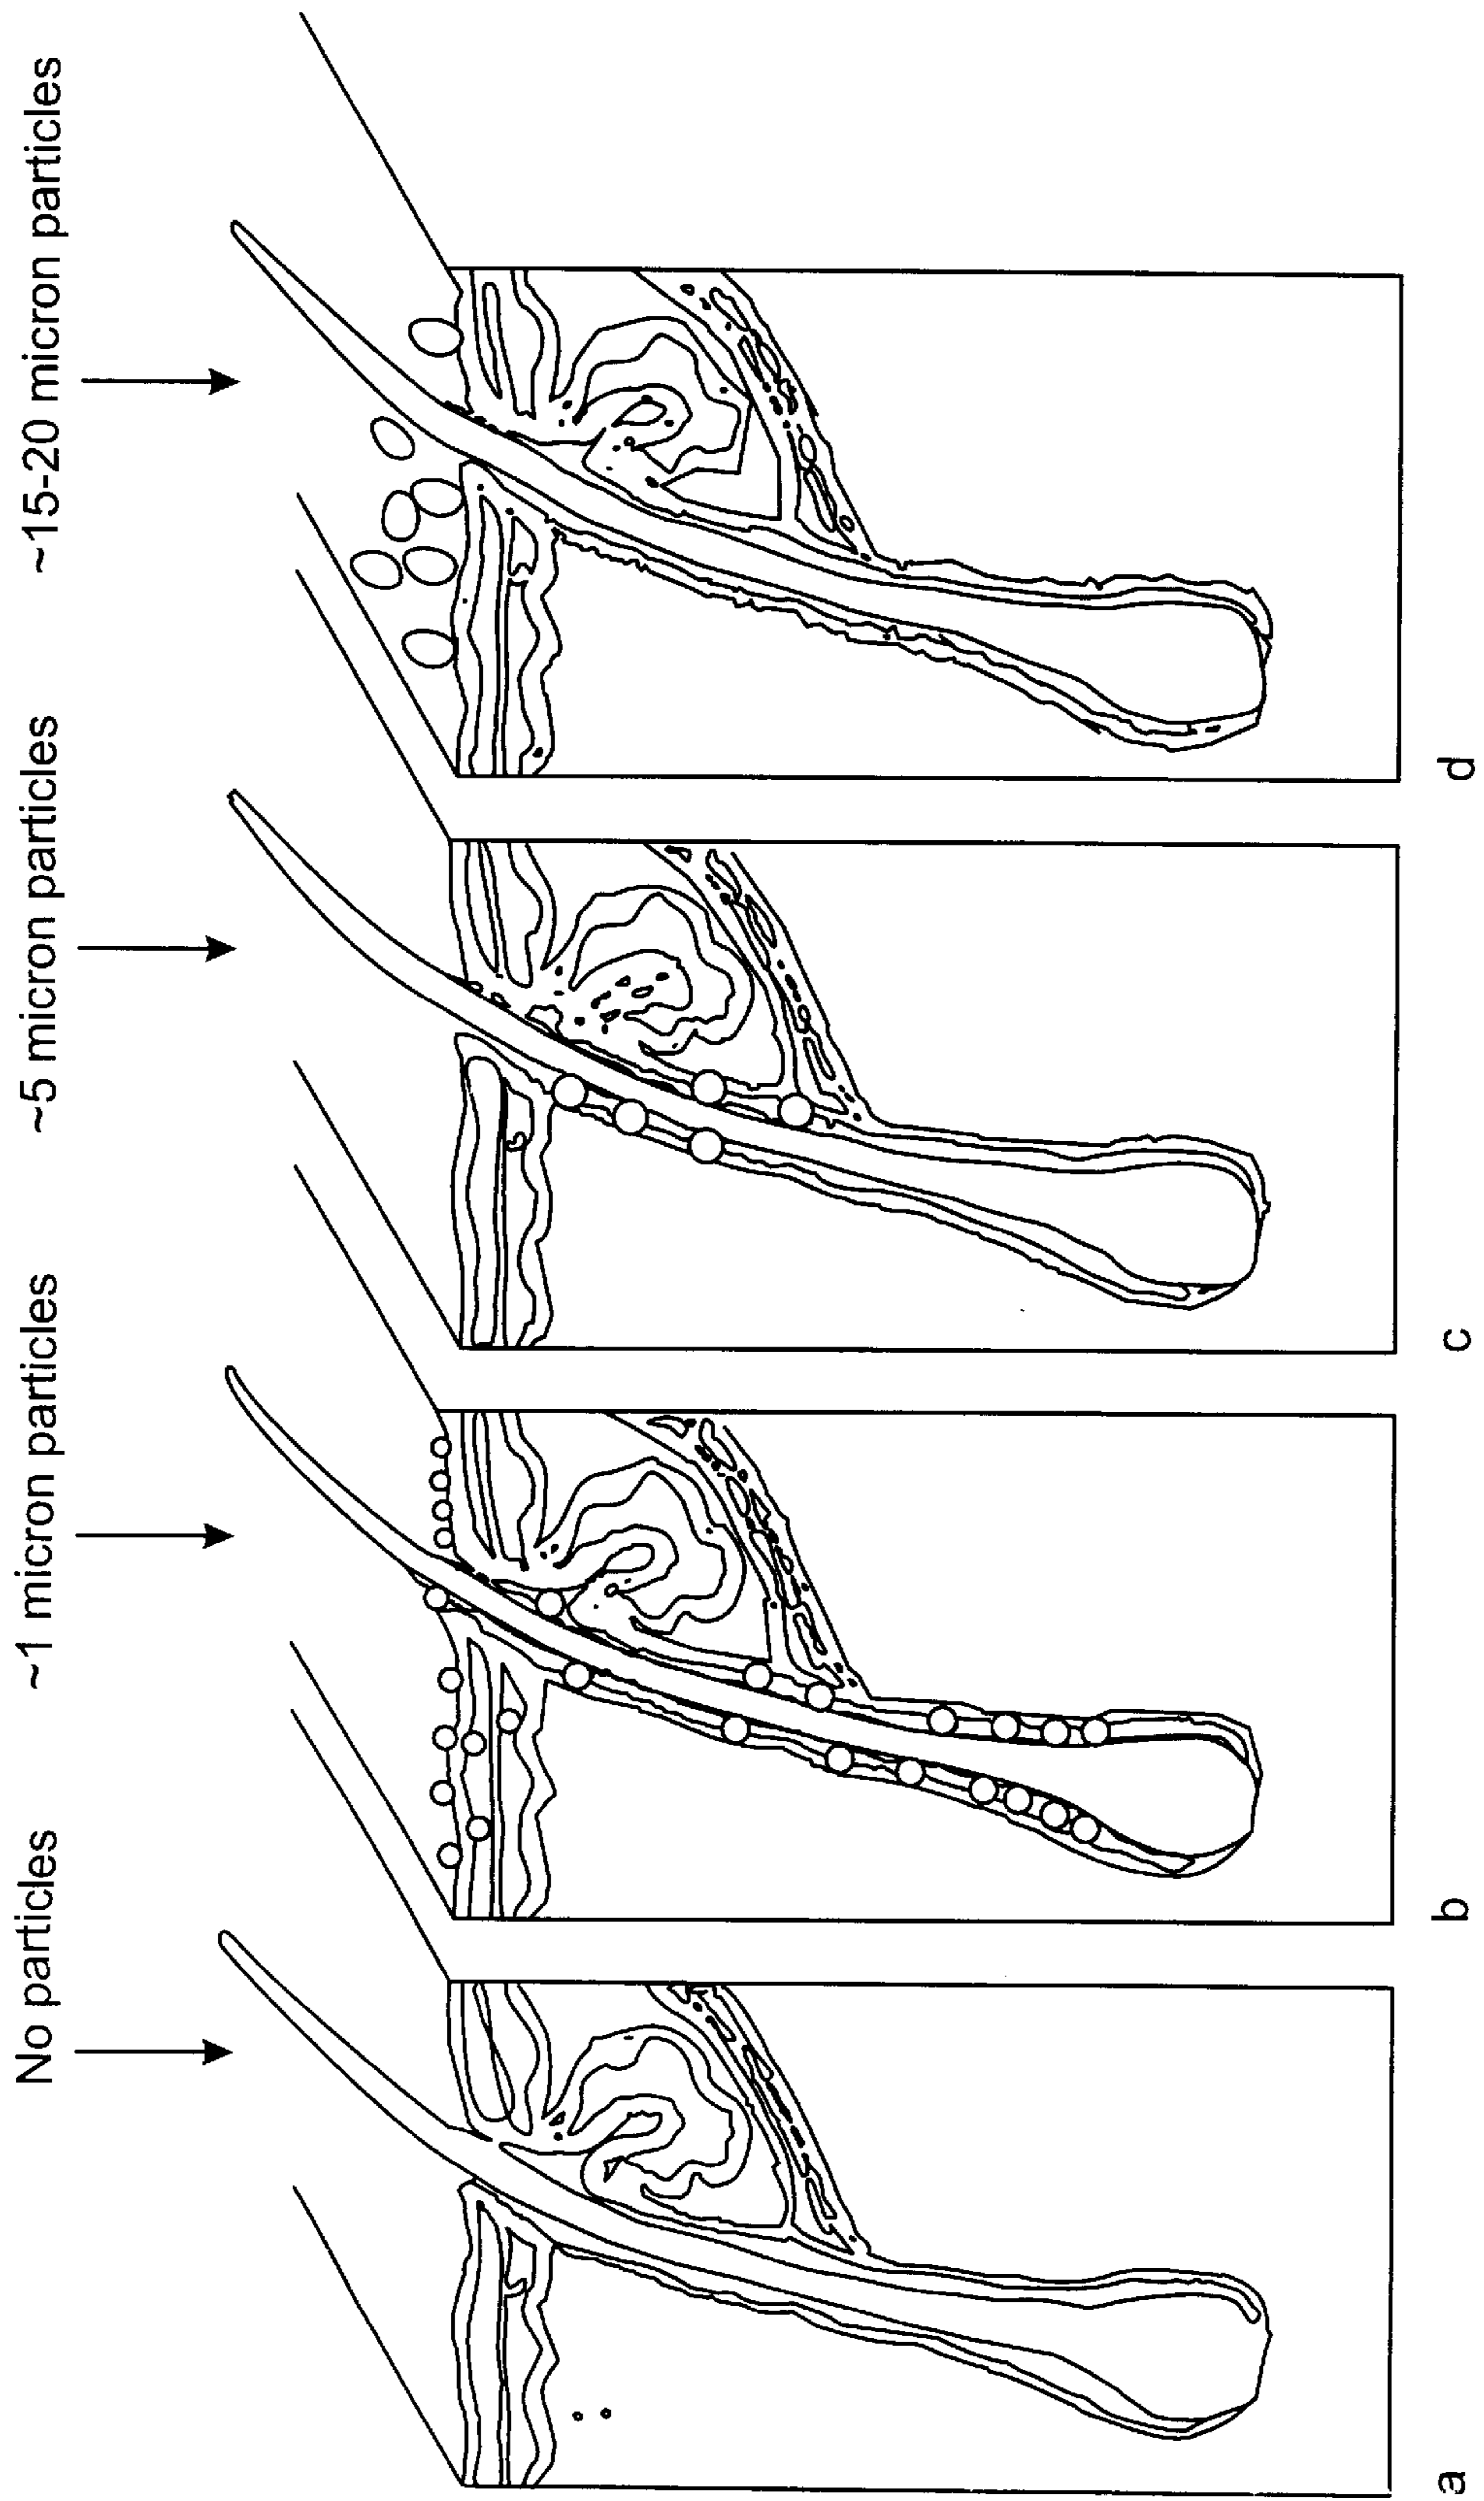 No particles
~1 micron particles
~5 micron particles
~15-20 micron particles
a
b
c
d